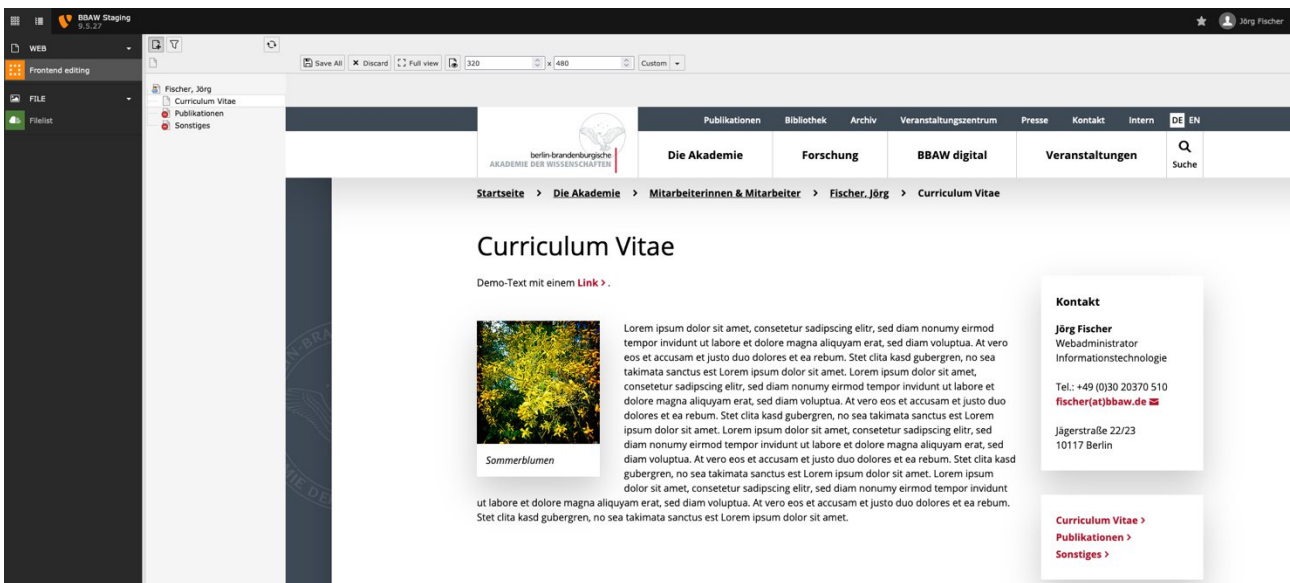 BBAW Staging
9.5.27
Jörg Fischer
WEB
Frontend editing
FILE
Filelist
Fischer, Jörg
Curriculum Vitae
Publikationen
Sonstiges
Save All Discard Full view 320 x 480 Custom
Publikationen Bibliothek Archiv Veranstaltungszentrum Presse Kontakt Intern DE EN
berlin-brandenburgische
AKADEMIE DER WISSENSCHAFTEN
Die Akademie Forschung BBAW digital Veranstaltungen Suche
Startseite > Die Akademie > Mitarbeiterinnen & Mitarbeiter > Fischer, Jörg > Curriculum Vitae
Curriculum Vitae
Demo-Text mit einem Link > .
Sommerblumen
Lorem ipsum dolor sit amet, consetetur sadipscing elitr, sed diam nonumy eirmod
tempor invidunt ut labore et dolore magna aliquyam erat, sed diam voluptua. At vero
eos et accusam et justo duo dolores et ea rebum. Stet clita kasd gubergren, no sea
takimata sanctus est Lorem ipsum dolor sit amet. Lorem ipsum dolor sit amet,
consetetur sadipscing elitr, sed diam nonumy eirmod tempor invidunt ut labore et
dolore magna aliquyam erat, sed diam voluptua. At vero eos et accusam et justo duo
dolores et ea rebum. Stet clita kasd gubergren, no sea takimata sanctus est Lorem
ipsum dolor sit amet. Lorem ipsum dolor sit amet, consetetur sadipscing elitr, sed
diam nonumy eirmod tempor invidunt ut labore et dolore magna aliquyam erat, sed
diam voluptua. At vero eos et accusam et justo duo dolores et ea rebum. Stet clita kasd
gubergren, no sea takimata sanctus est Lorem ipsum dolor sit amet. Lorem ipsum
dolor sit amet, consetetur sadipscing elitr, sed diam nonumy eirmod tempor invidunt
ut labore et dolore magna aliquyam erat, sed diam voluptua. At vero eos et accusam et justo duo dolores et ea rebum.
Stet clita kasd gubergren, no sea takimata sanctus est Lorem ipsum dolor sit amet.
Kontakt
Jörg Fischer
Webadministrator
Informationstechnologie
Tel.: +49 (0)30 20370 510
fischer(at)bbaw.de
Jägerstraße 22/23
10117 Berlin
Curriculum Vitae >
Publikationen >
Sonstiges >